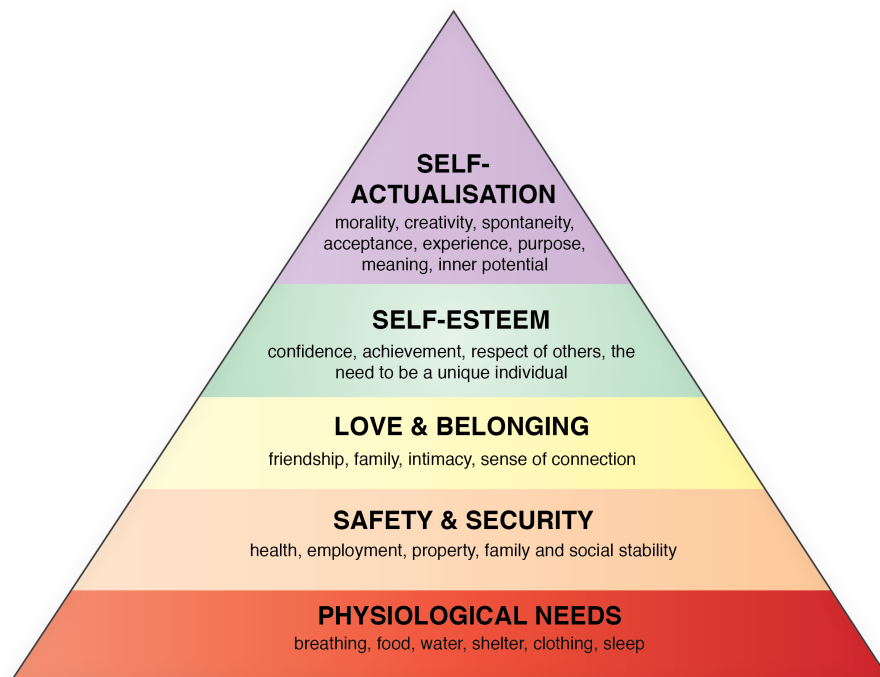 SELF-
ACTUALISATION
morality, creativity, spontaneity,
acceptance, experience, purpose,
meaning, inner potential
SELF-ESTEEM
confidence, achievement, respect of others, the
need to be a unique individual
LOVE & BELONGING
friendship, family, intimacy, sense of connection
SAFETY & SECURITY
health, employment, property, family and social stability
PHYSIOLOGICAL NEEDS
breathing, food, water, shelter, clothing, sleep